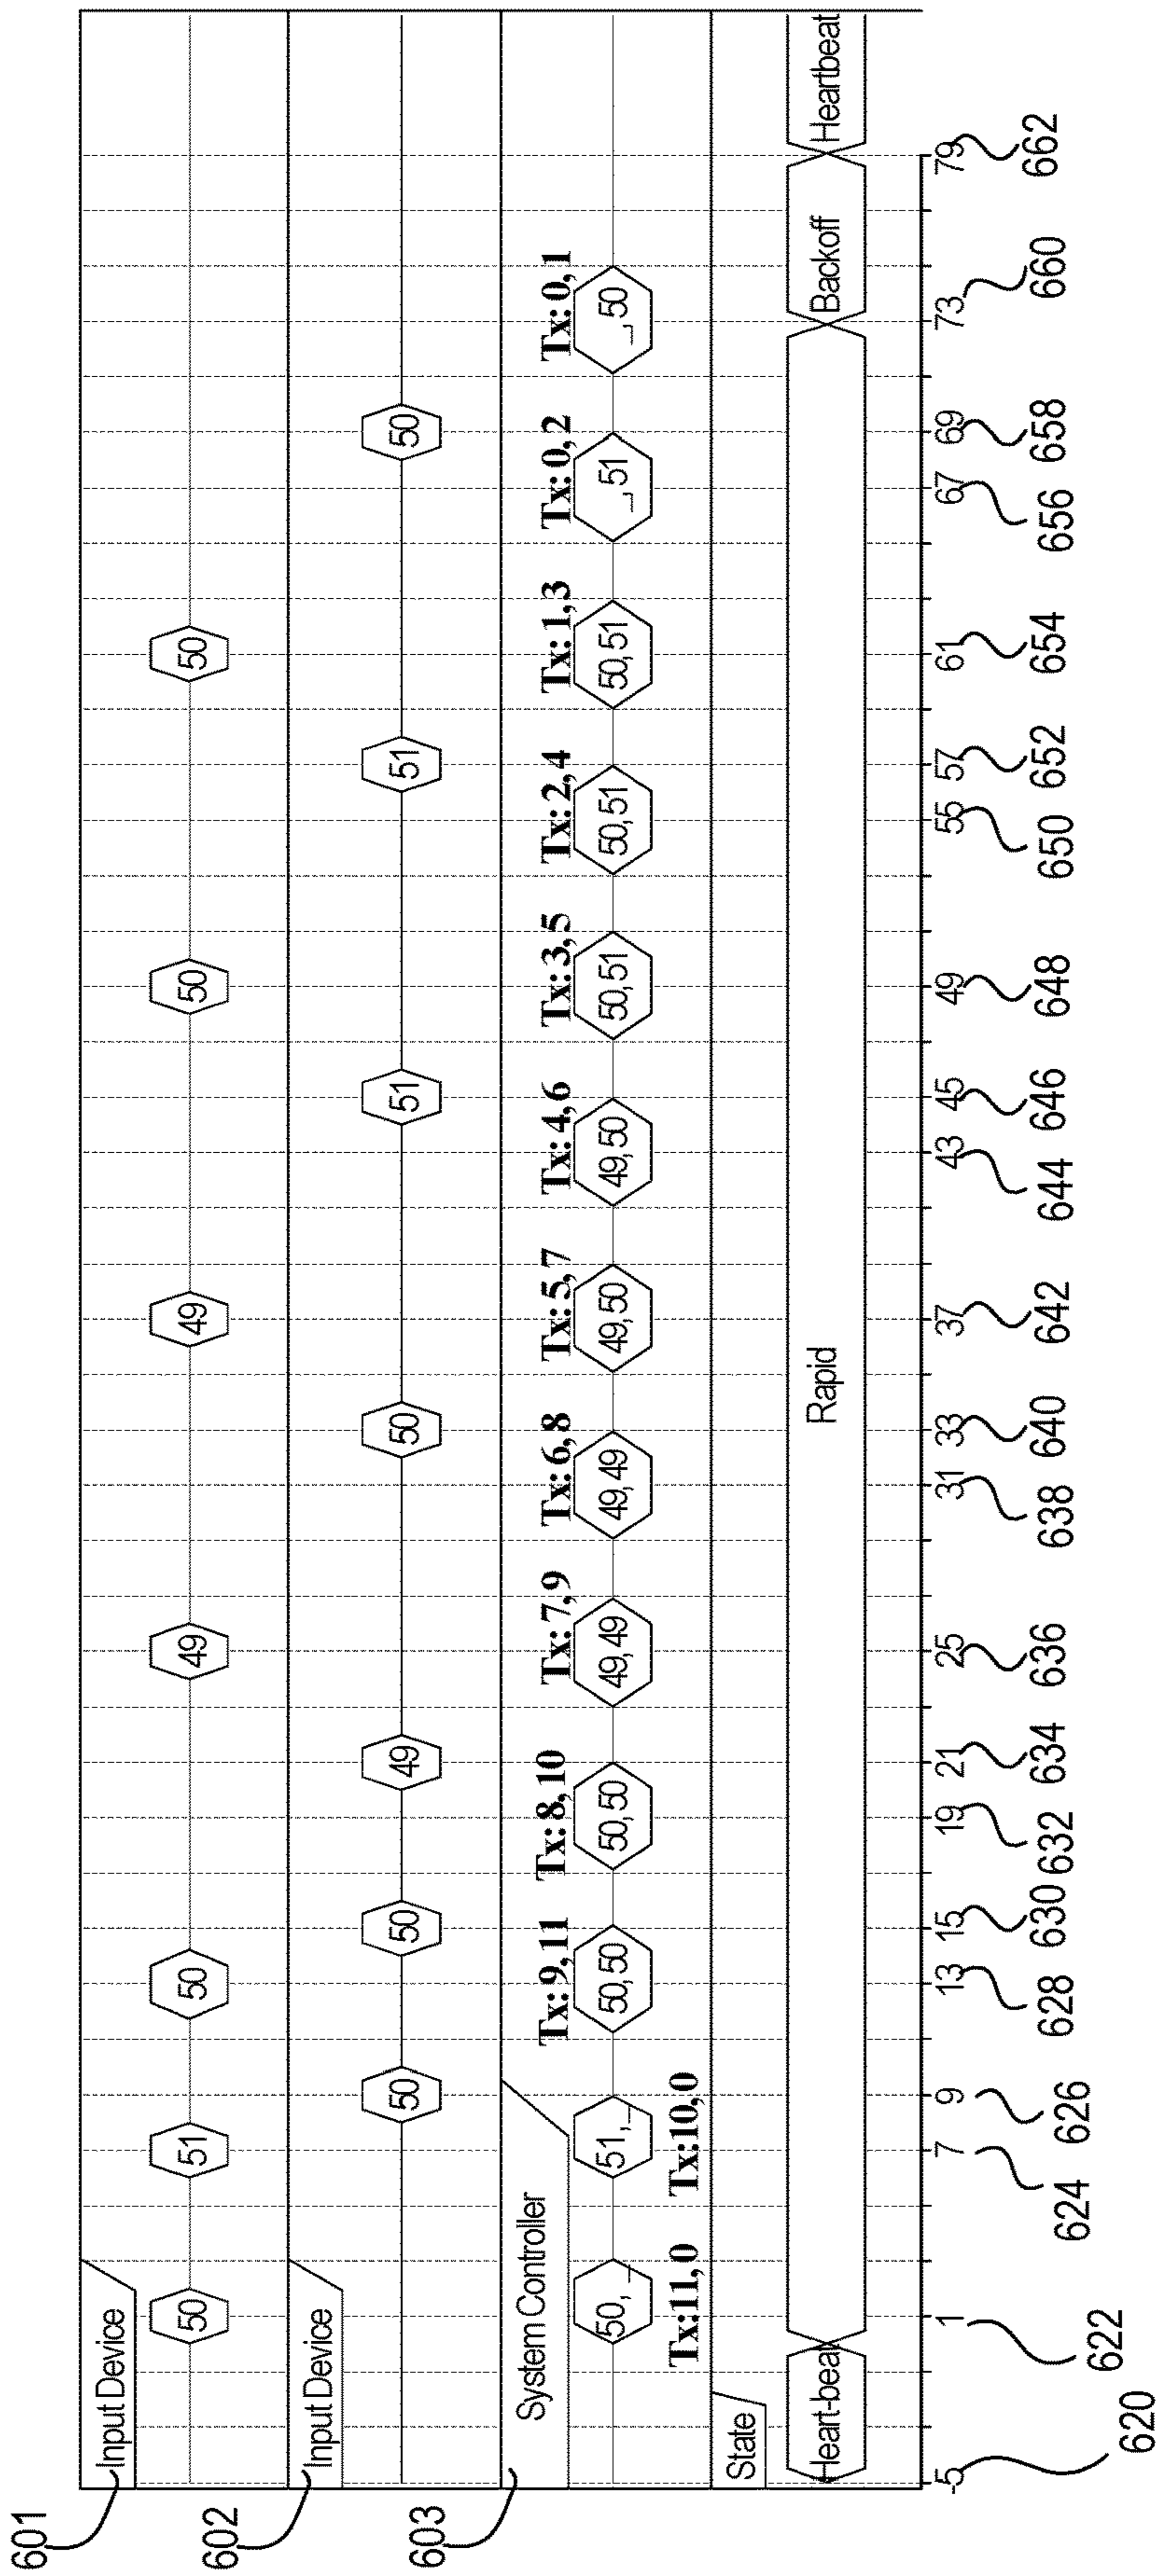 601
Input Device
50
51
50
49
49
50
50
602
Input Device
50
50
49
50
51
51
50
603
System Controller
Tx:11,0
50, _
Tx:10,0
51, _
Tx: 9, 11
50, 50
Tx: 8, 10
50, 50
Tx: 7, 9
49, 49
Tx: 6, 8
49, 49
Tx: 5, 7
49, 50
Tx: 4, 6
49, 50
Tx: 3, 5
50, 51
Tx: 2, 4
50, 51
Tx: 1, 3
50, 51
Tx: 0, 2
_, 51
Tx: 0, 1
_, 50
State
Heart-beat
Rapid
Backoff
Heartbeat
-5 1 7 9 13 15 19 21 25 31 33 37 43 45 49 55 57 61 67 69 73 79
620 622 624 626 628 630 632 634 636 638 640 642 644 646 648 650 652 654 656 658 660 662